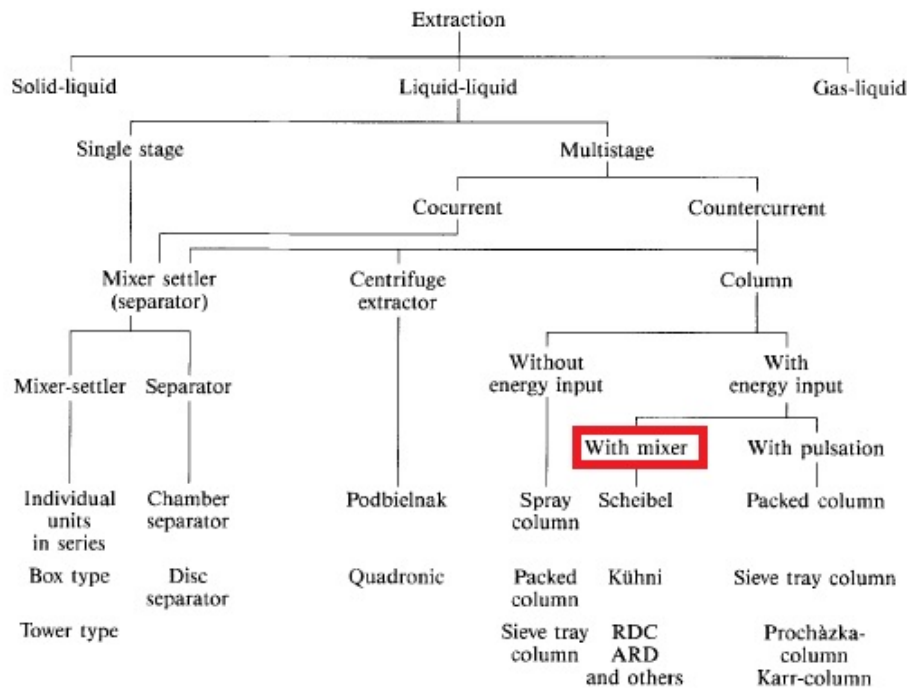 Extraction
Solid-liquid Liquid-liquid Gas-liquid
Single stage Multistage
Cocurrent Countercurrent
Mixer settler
(separator)
Centrifuge
extractor
Column
Without
energy input
With
energy input
Mixer-settler Separator
With mixer With pulsation
Individual
units
in series
Chamber
separator
Podbielnak
Spray
column
Scheibel
Packed column
Box type
Disc
separator
Quadronic
Packed
column
Kühni
Sieve tray column
Tower type
Sieve tray
column
RDC
ARD
and others
Prochàzka-
column
Karr-column